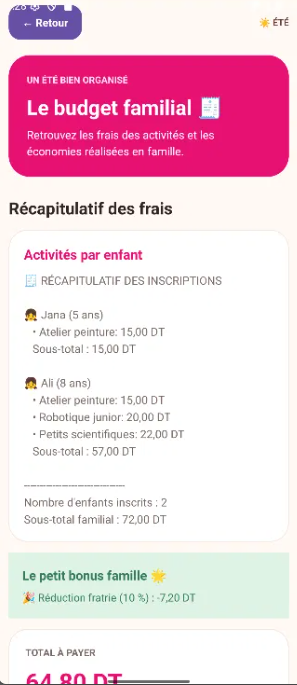 ← Retour
ÉTÉ
UN ÉTÉ BIEN ORGANISÉ
Le budget familial
Retrouvez les frais des activités et les
économies réalisées en famille.
Récapitulatif des frais
Activités par enfant
RÉCAPITULATIF DES INSCRIPTIONS
Jana (5 ans)
• Atelier peinture: 15,00 DT
Sous-total : 15,00 DT
Ali (8 ans)
• Atelier peinture: 15,00 DT
• Robotique junior: 20,00 DT
• Petits scientifiques: 22,00 DT
Sous-total : 57,00 DT
------------------------------
Nombre d'enfants inscrits : 2
Sous-total familial : 72,00 DT
Le petit bonus famille
Réduction fratrie (10 %) : -7,20 DT
TOTAL À PAYER
64,80 DT